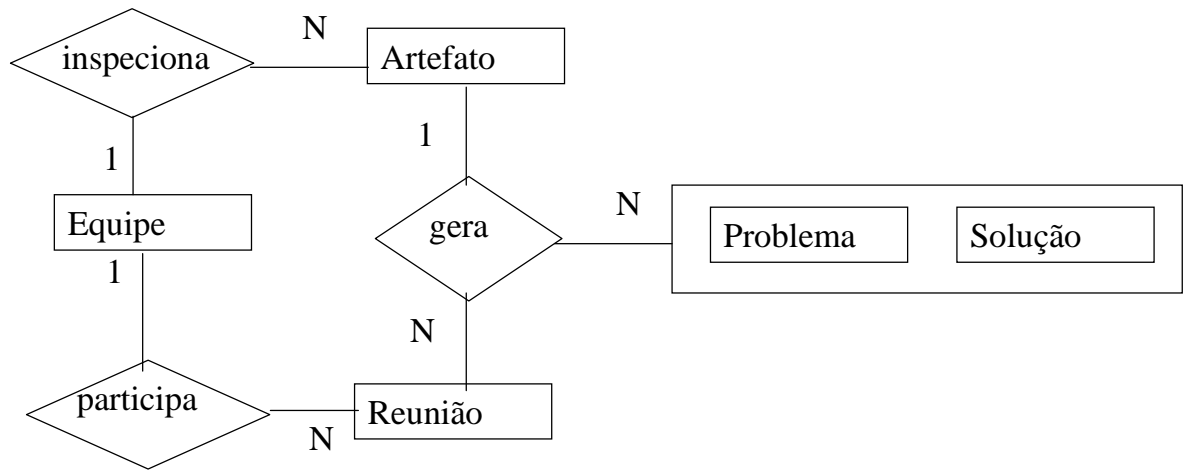 N
inspeciona
Artefato
1
1
N
Equipe
gera
Problema
Solução
1
N
participa
Reunião
N